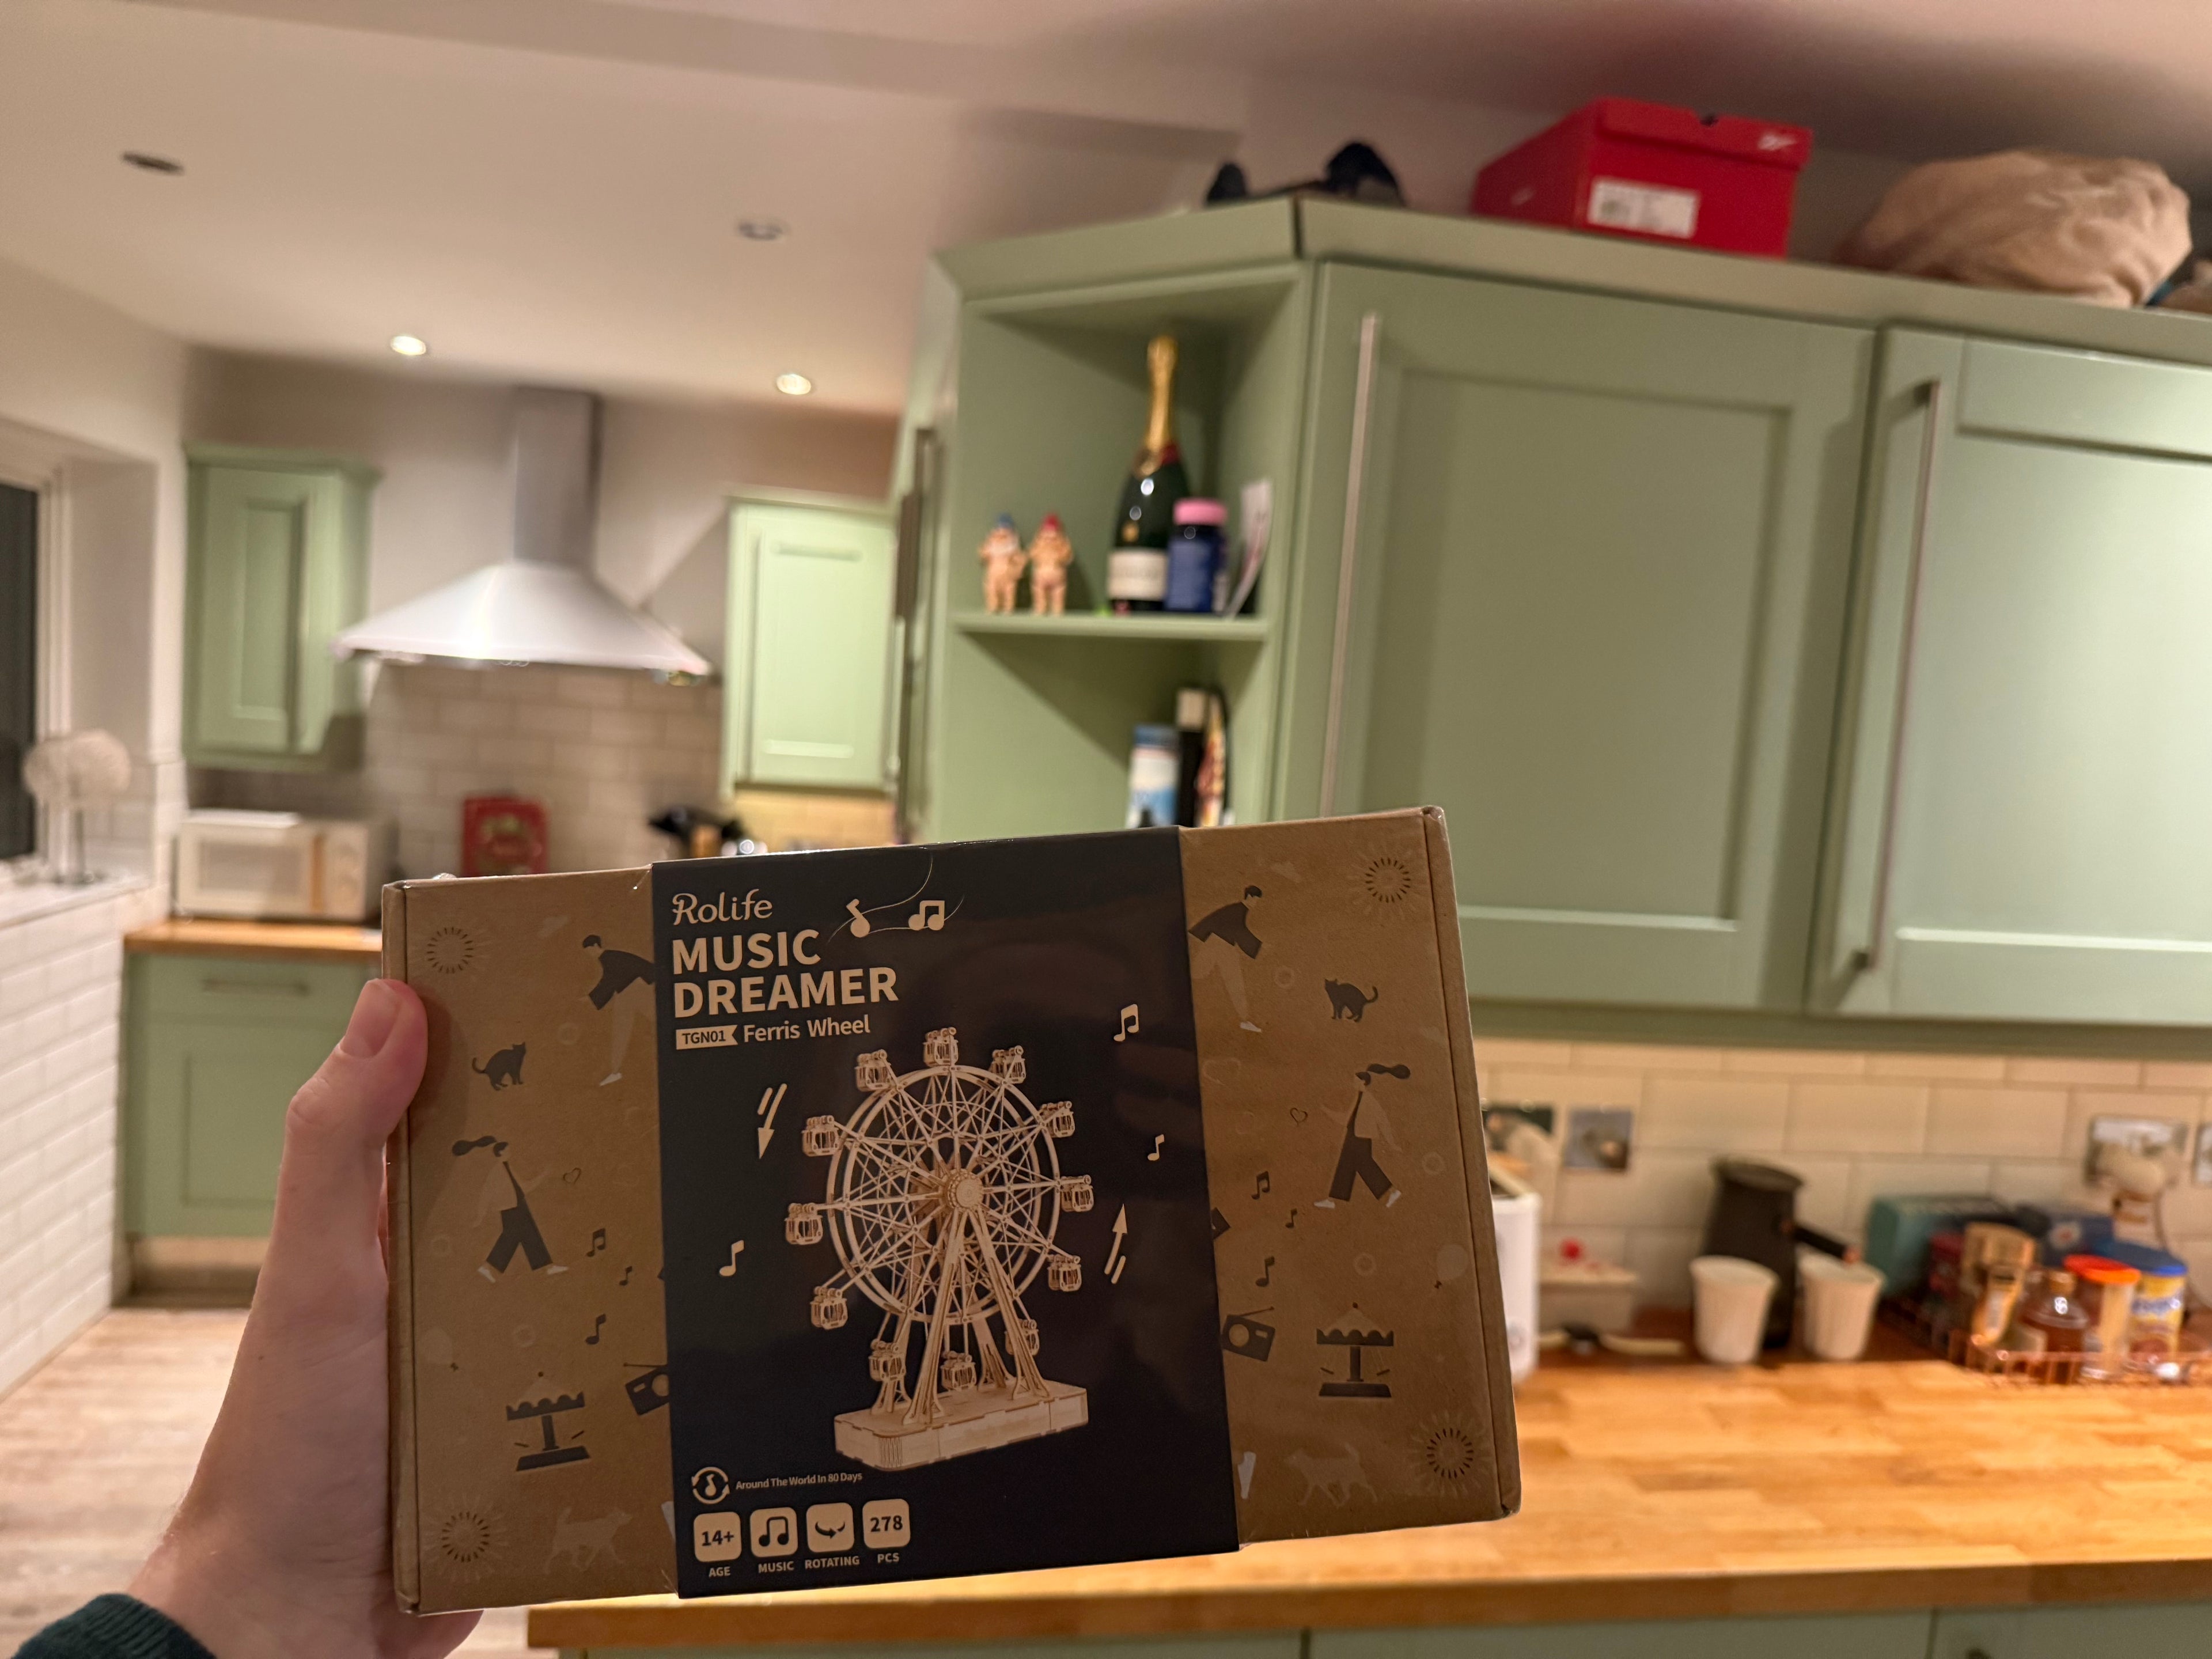 Rolife
MUSIC
DREAMER
TGN01 Ferris Wheel
Around The World In 80 Days
14+
AGE
MUSIC
ROTATING
278
PCS